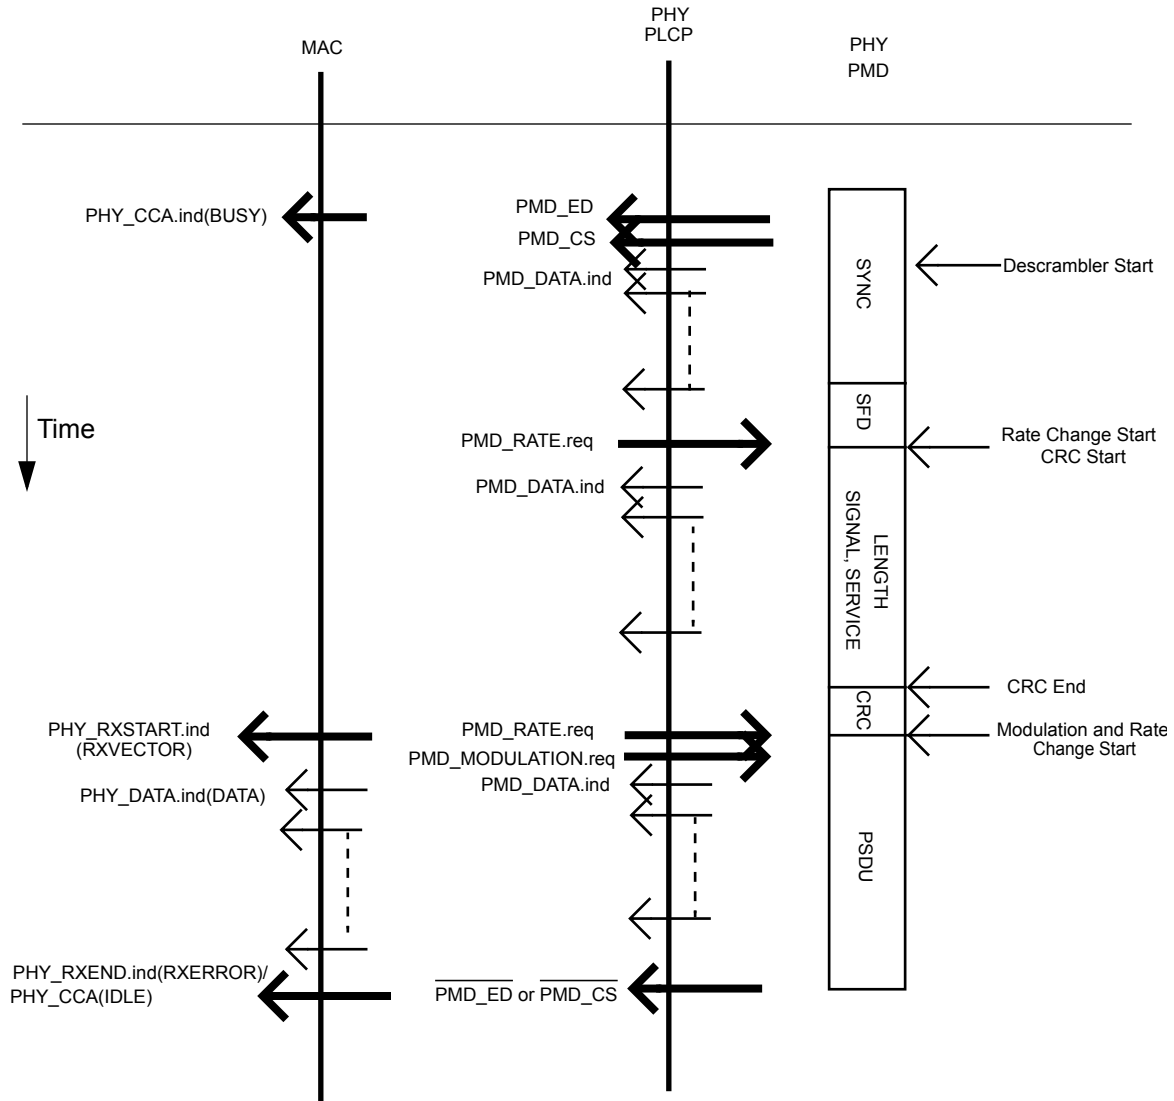 MAC
PHY
PLCP
PHY
PMD
PHY_CCA.ind(BUSY)
PMD_ED
PMD_CS
PMD_DATA.ind
SYNC
Descrambler Start
Time
SFD
PMD_RATE.req
Rate Change Start
CRC Start
PMD_DATA.ind
LENGTH
SIGNAL, SERVICE
CRC End
CRC
PHY_RXSTART.ind
(RXVECTOR)
PMD_RATE.req
PMD_MODULATION.req
PMD_DATA.ind
Modulation and Rate
Change Start
PHY_DATA.ind(DATA)
PSDU
PHY_RXEND.ind(RXERROR)/
PHY_CCA(IDLE)
PMD_ED or PMD_CS